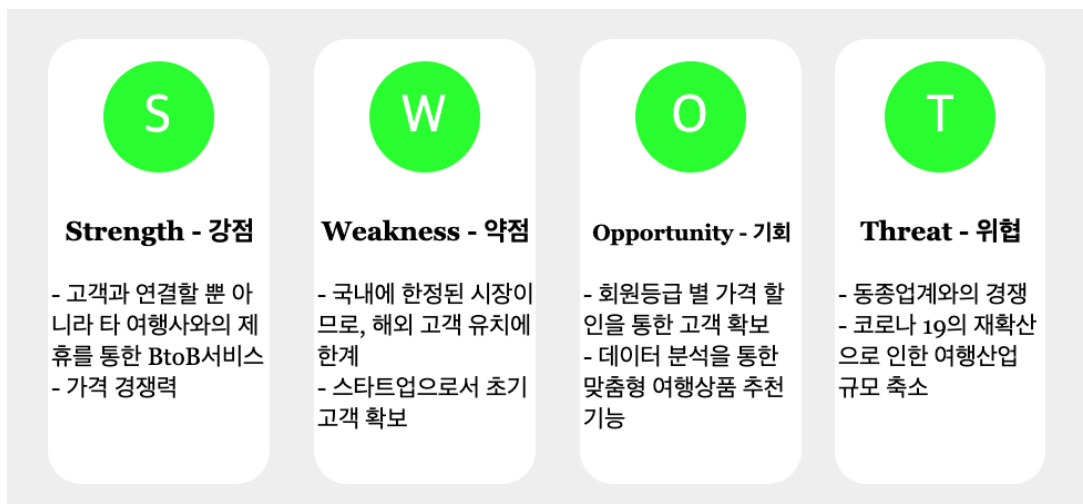 S
Strength - 강점
- 고객과 연결할 뿐 아
니라 타 여행사와의 제
휴를 통한 BtoB서비스
- 가격 경쟁력
W
Weakness - 약점
- 국내에 한정된 시장이
므로, 해외 고객 유치에
한계
- 스타트업으로서 초기
고객 확보
O
Opportunity - 기회
- 회원등급 별 가격 할
인을 통한 고객 확보
- 데이터 분석을 통한
맞춤형 여행상품 추천
기능
T
Threat - 위협
- 동종업계와의 경쟁
- 코로나 19의 재확산
으로 인한 여행산업
규모 축소